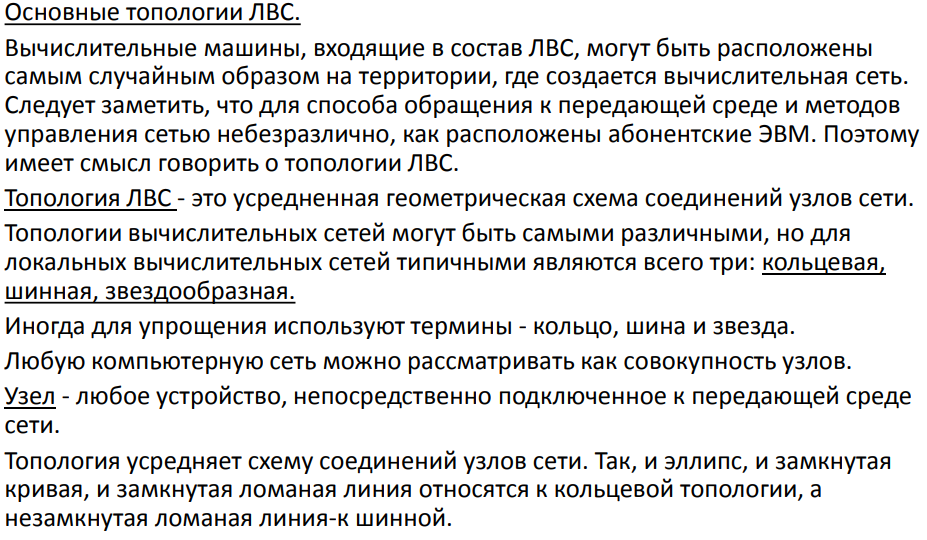 Основные топологии ЛВС.
Вычислительные машины, входящие в состав ЛВС, могут быть расположены
самым случайным образом на территории, где создается вычислительная сеть.
Следует заметить, что для способа обращения к передающей среде и методов
управления сетью небезразлично, как расположены абонентские ЭВМ. Поэтому
имеет смысл говорить о топологии ЛВС.
Топология ЛВС - это усредненная геометрическая схема соединений узлов сети.
Топологии вычислительных сетей могут быть самыми различными, но для
локальных вычислительных сетей типичными являются всего три: кольцевая,
шинная, звездообразная.
Иногда для упрощения используют термины - кольцо, шина и звезда.
Любую компьютерную сеть можно рассматривать как совокупность узлов.
Узел - любое устройство, непосредственно подключенное к передающей среде
сети.
Топология усредняет схему соединений узлов сети. Так, и эллипс, и замкнутая
кривая, и замкнутая ломаная линия относятся к кольцевой топологии, а
незамкнутая ломаная линия-к шинной.